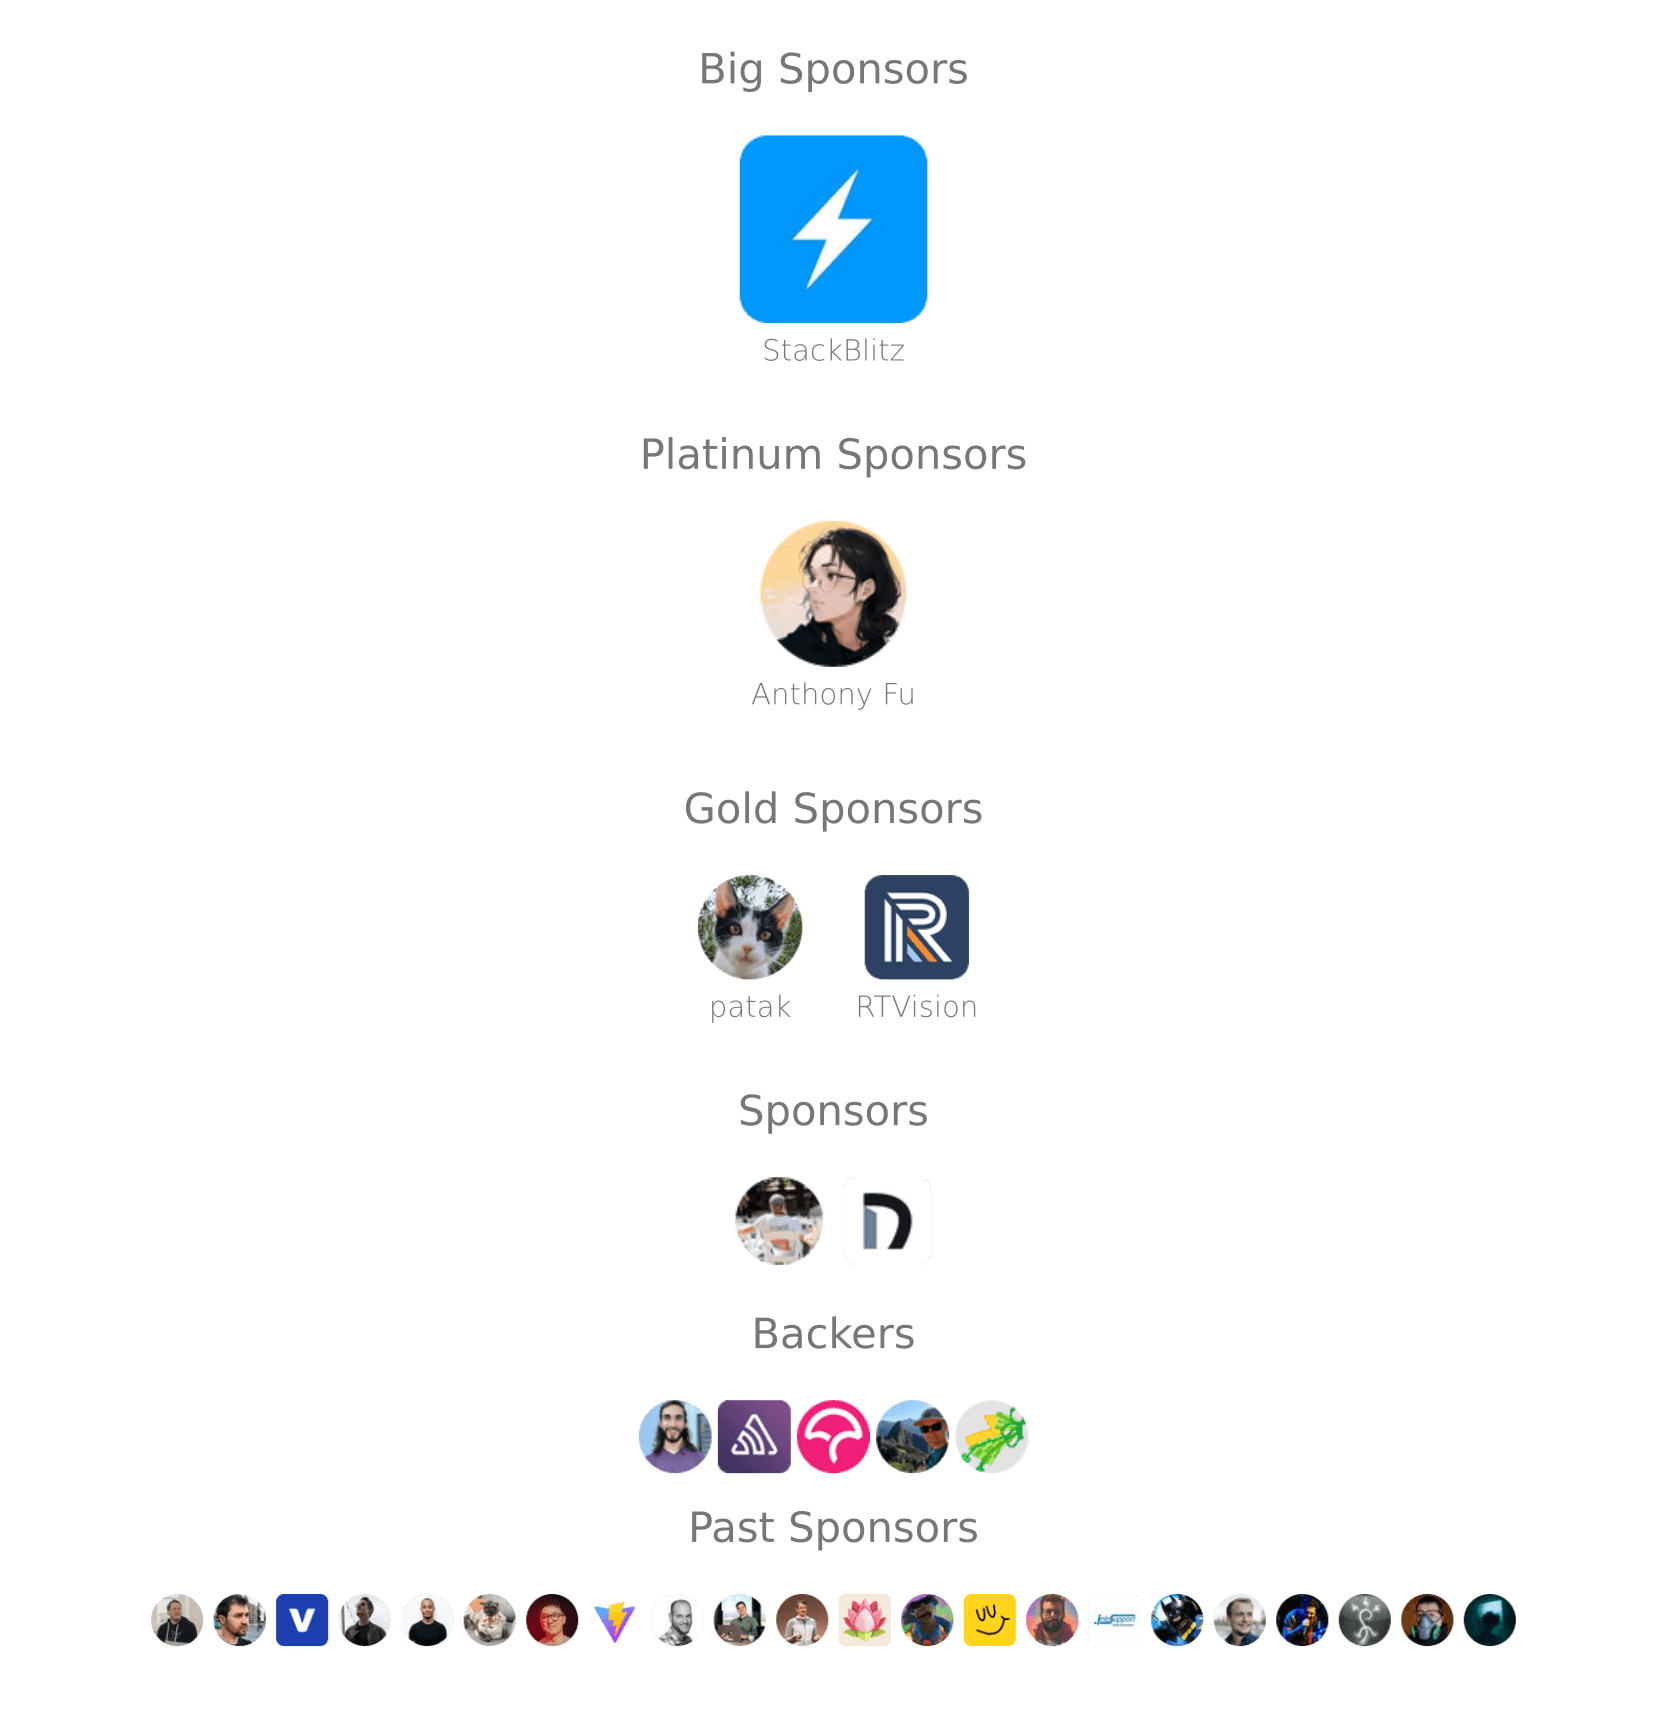 Big Sponsors
StackBlitz
Platinum Sponsors
Anthony Fu
Gold Sponsors
patak
RTVision
Sponsors
Backers
Past Sponsors